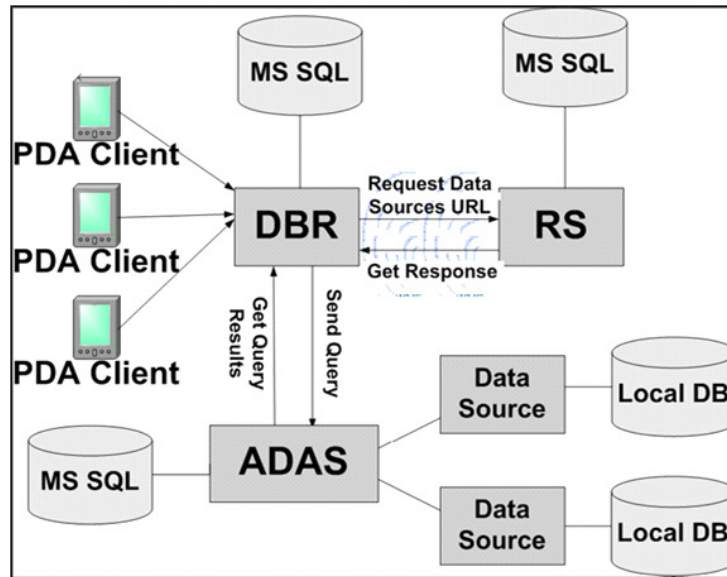 MS SQL
MS SQL
PDA Client
PDA Client
PDA Client
DBR
Request Data
Sources URL
Get Response
RS
Get Query
Results
Send Query
ADAS
MS SQL
Data
Source
Local DB
Data
Source
Local DB